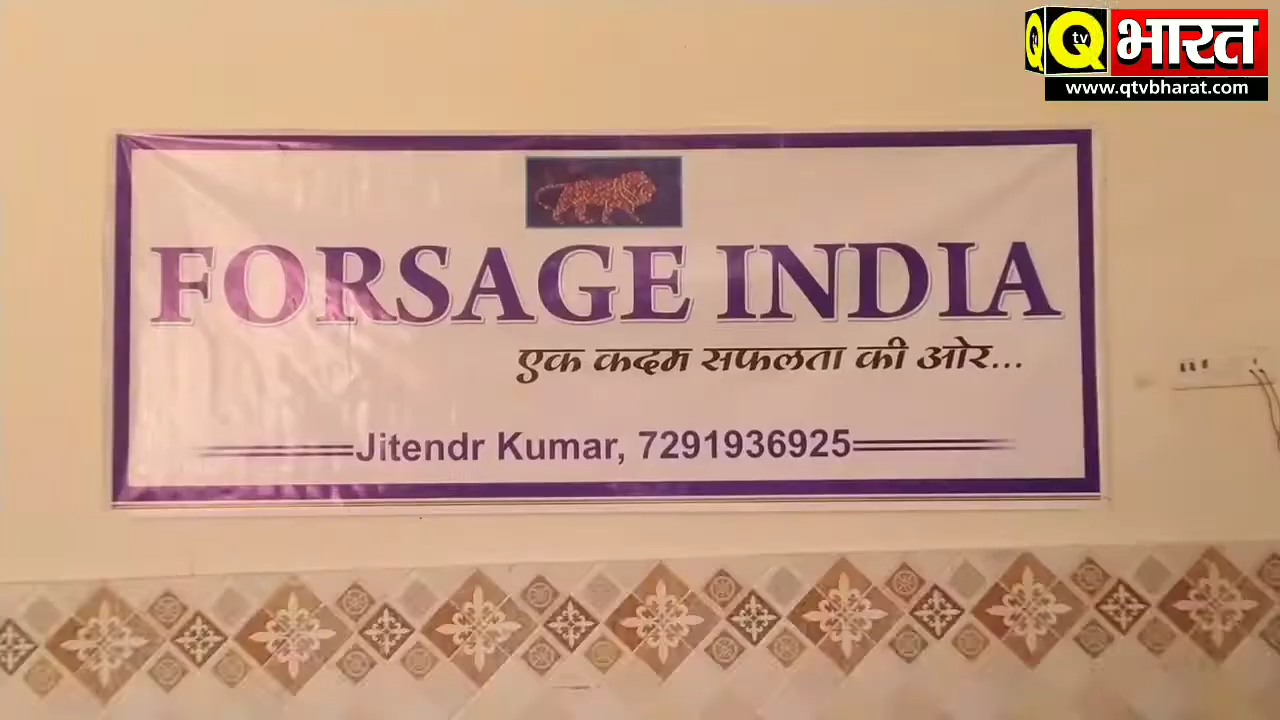 Q tv भारत
www.qtvbharat.com
FORSAGE INDIA
एक कदम सफलता की ओर...
Jitendr Kumar, 7291936925